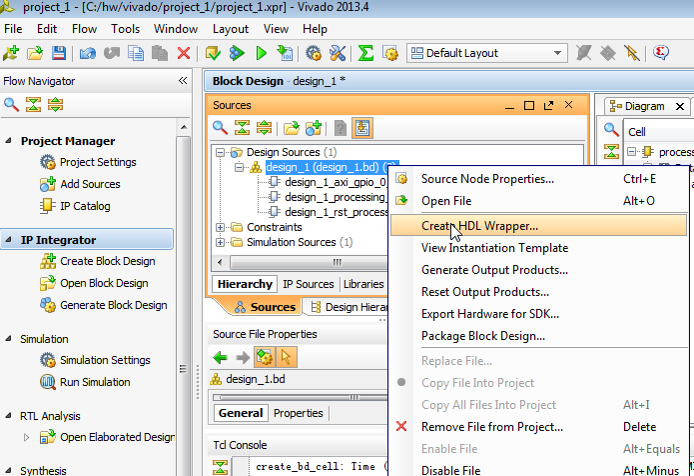 project_1 - [C:/hw/vivado/project_1/project_1.xpr] - Vivado 2013.4
File Edit Flow Tools Window Layout View Help
Default Layout
Flow Navigator
Project Manager
Project Settings
Add Sources
IP Catalog
IP Integrator
Create Block Design
Open Block Design
Generate Block Design
Simulation
Simulation Settings
Run Simulation
RTL Analysis
Open Elaborated Design
Synthesis
Block Design - design_1 *
Sources
Design Sources (1)
design_1 (design_1.bd)
design_1_axi_gpio_0_
design_1_processing_
design_1_rst_process
Constraints
Simulation Sources (1)
Hierarchy IP Sources Libraries
Sources Design Hierar
Source File Properties
design_1.bd
General Properties
Tcl Console
create_bd_cell: Time (
Diagram
Cell
process
Source Node Properties... Ctrl+E
Open File Alt+O
Create HDL Wrapper...
View Instantiation Template
Generate Output Products...
Reset Output Products...
Export Hardware for SDK...
Package Block Design...
Replace File...
Copy File Into Project
Copy All Files Into Project Alt+I
Remove File from Project... Delete
Enable File Alt+Equals
Disable File Alt+Minus